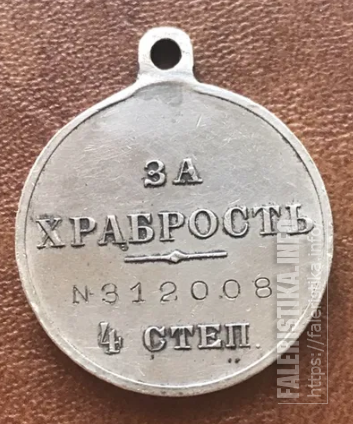 ЗА
ХРАБРОСТЬ
№312008
4 СТЕП.
FALERISTIKA.INFO
https://faleristika.info